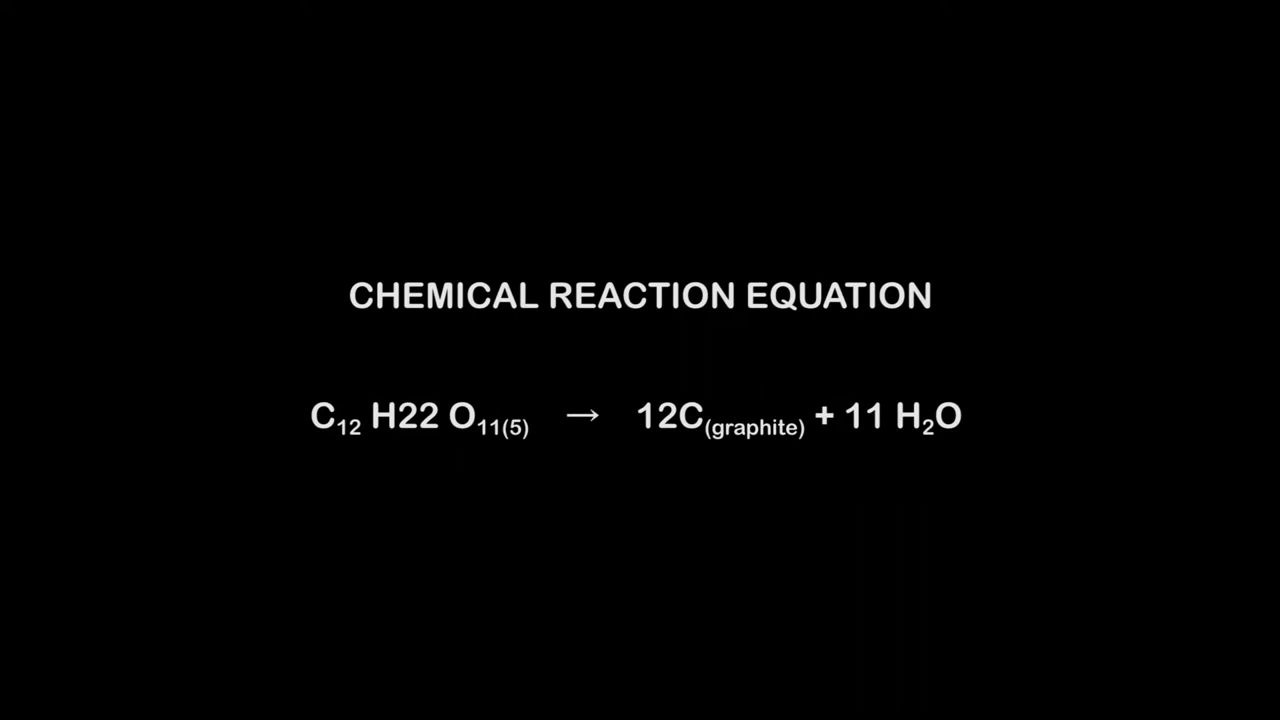 CHEMICAL REACTION EQUATION
C₁₂ H22 O₁₁₍₅₎ → 12C(graphite) + 11 H₂O